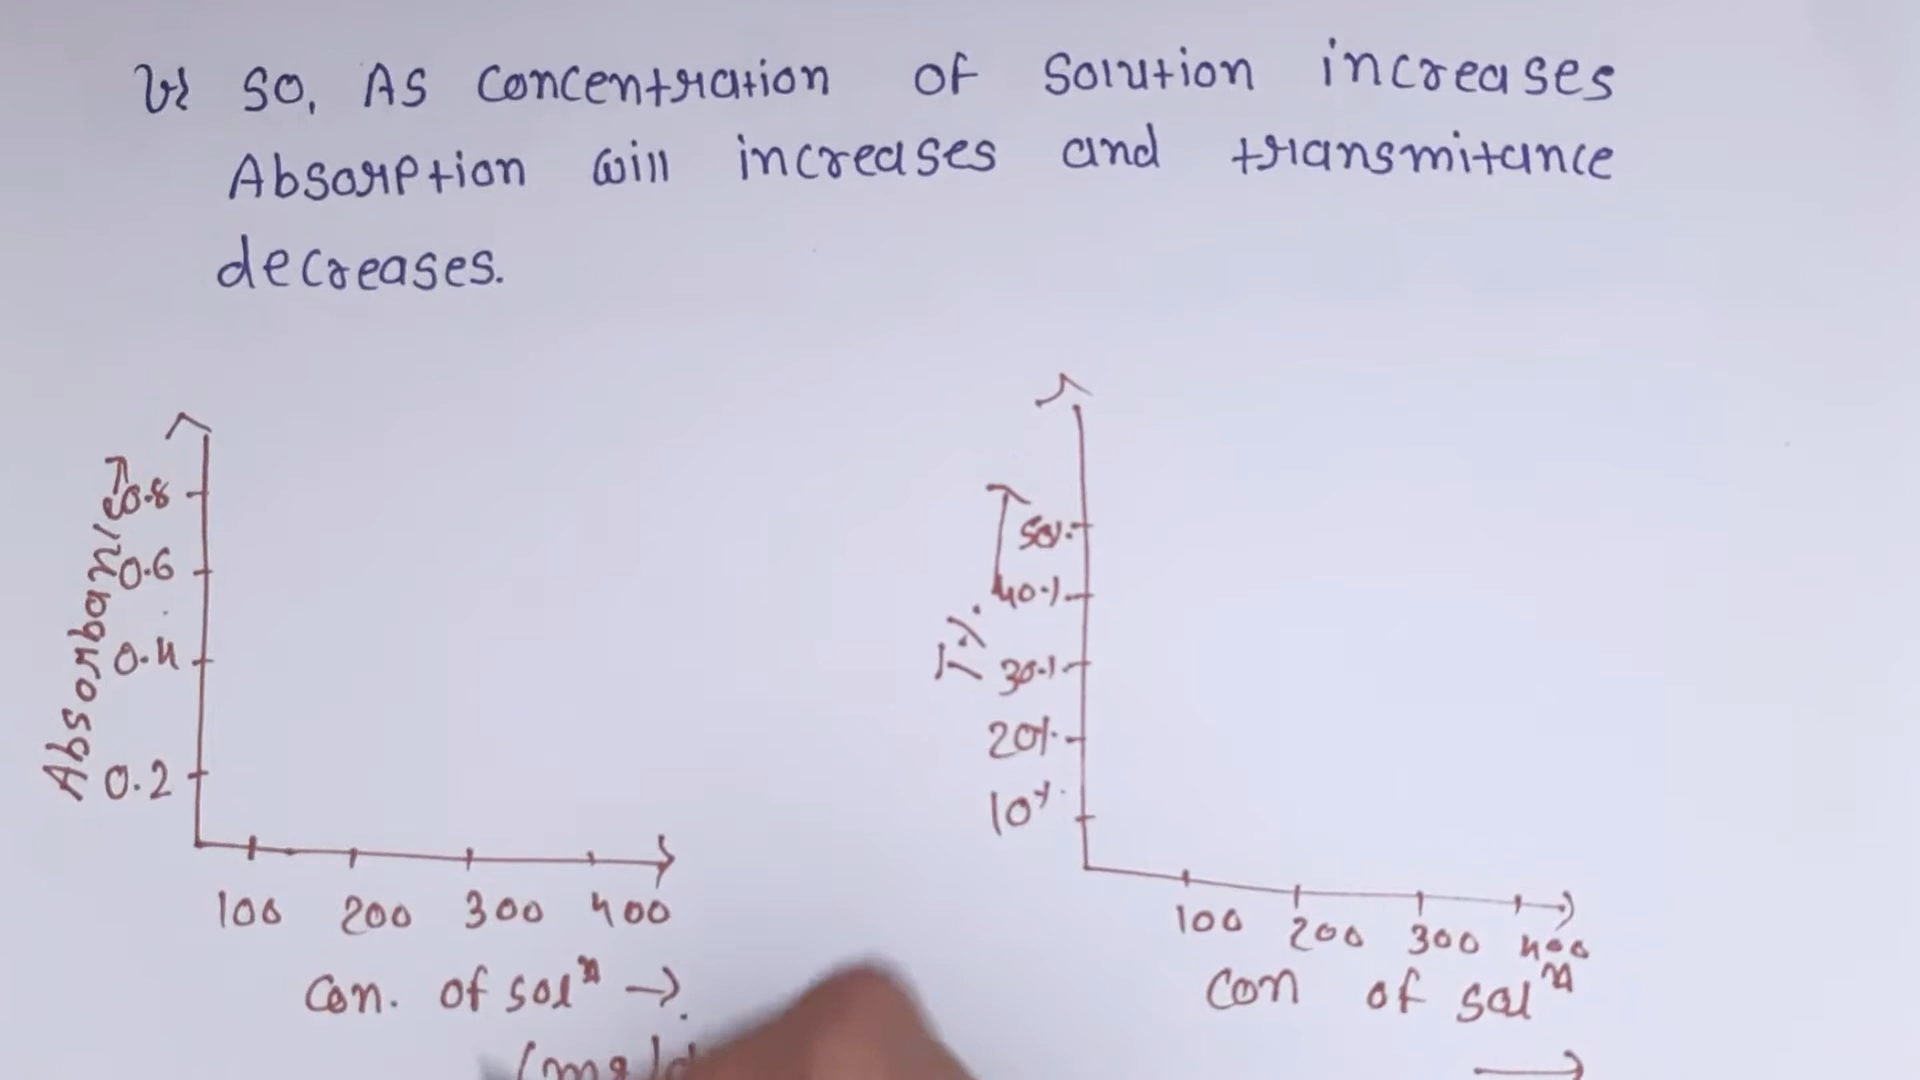 So, As concentration of solution increases
Absorption will increases and transmitance
decreases.
Absorbance
0.8
0.6
0.4
0.2
100 200 300 400
Con. of solⁿ →
T%
50%
40%
30%
20%
10%
100 200 300 400
Con of solⁿ
→